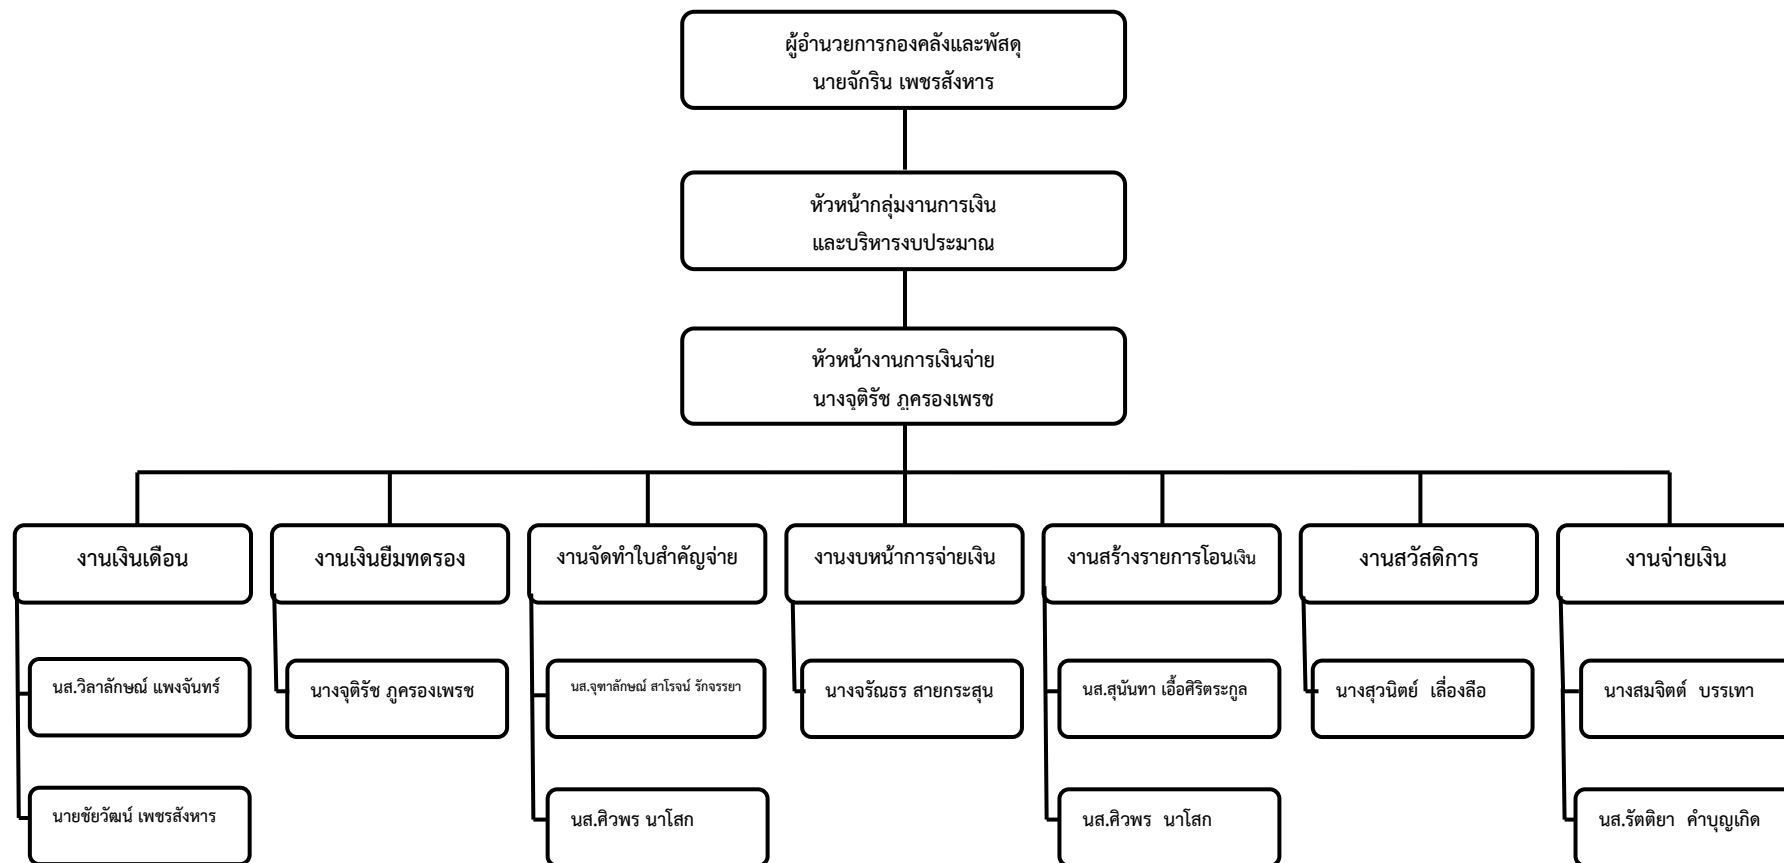 ผู้อำนวยการกองคลังและพัสดุ
นายจักริน เพชรสังหาร
หัวหน้ากลุ่มงานการเงิน
และบริหารงบประมาณ
หัวหน้างานการเงินจ่าย
นางจุติรัช ภูครองเพรช
งานเงินเดือน
งานเงินยืมทดรอง
งานจัดทำใบสำคัญจ่าย
งานงบหน้าการจ่ายเงิน
งานสร้างรายการโอนเงิน
งานสวัสดิการ
งานจ่ายเงิน
นส.วิลาลักษณ์ แพงจันทร์
นางจุติรัช ภูครองเพรช
นส.จุฑาลักษณ์ สาโรจน์ รักจรรยา
นางจรัณธร สายกระสุน
นส.สุนันทา เอื้อศิริตระกูล
นางสุวนิตย์ เลื่องลือ
นางสมจิตต์ บรรเทา
นายชัยวัฒน์ เพชรสังหาร
นส.ศิวพร นาโสก
นส.ศิวพร นาโสก
นส.รัตติยา คำบุญเกิด